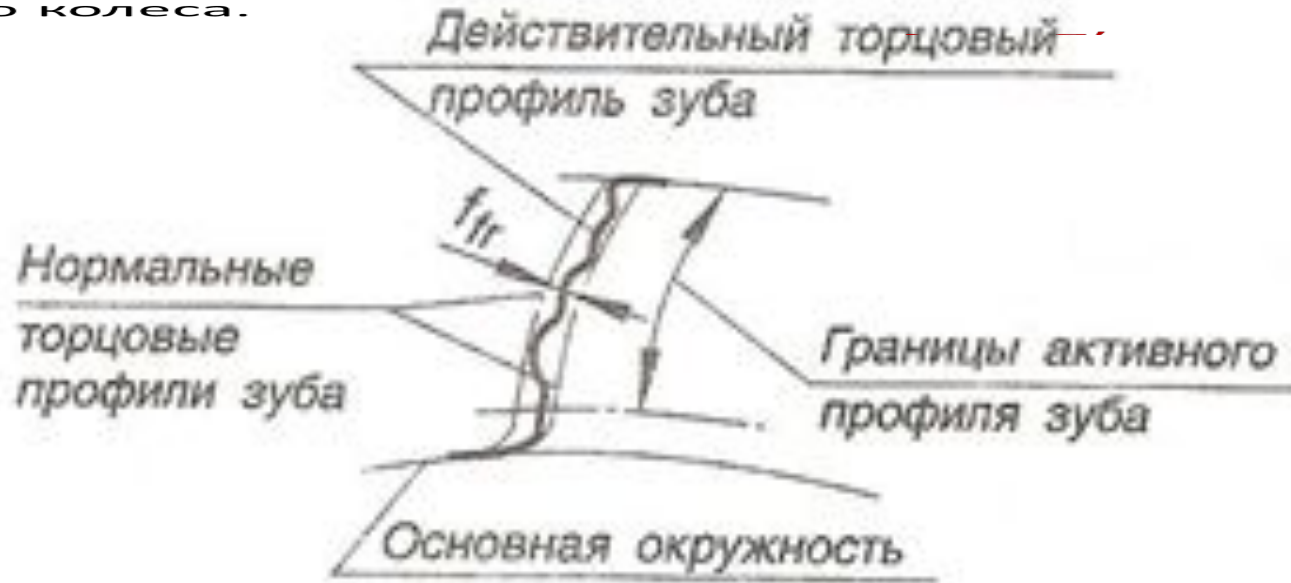 о колеса.
Действительный торцовый
профиль зуба
f_fr
Нормальные
торцовые
профили зуба
Границы активного
профиля зуба
Основная окружность